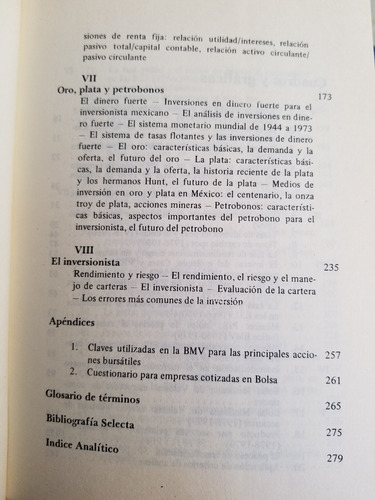 siones de renta fija: relación utilidad/intereses, relación
pasivo total/capital contable, relación activo circulante/
pasivo circulante
VII
Oro, plata y petrobonos 173
El dinero fuerte — Inversiones en dinero fuerte para el
inversionista mexicano — El análisis de inversiones en di-
nero fuerte — El sistema monetario mundial de 1944 a 1973
— El sistema de tasas flotantes y las inversiones de dinero
fuerte — El oro: características básicas, la demanda y la
oferta, el futuro del oro — La plata: características bási-
cas, la demanda y la oferta, la historia reciente de la plata
y los hermanos Hunt, el futuro de la plata — Medios de
inversión en oro y plata en México: el centenario, la onza
troy de plata, acciones mineras — Petrobonos: caracterís-
ticas básicas, aspectos importantes del petrobono para el
inversionista, el futuro del petrobono
VIII
El inversionista 235
Rendimiento y riesgo — El rendimiento, el riesgo y el mane-
jo de carteras — El inversionista — Evaluación de la cartera
— Los errores más comunes de la inversión
Apéndices
1. Claves utilizadas en la BMV para las principales accio-
nes bursátiles 257
2. Cuestionario para empresas cotizadas en Bolsa 261
Glosario de términos 265
Bibliografía Selecta 275
Indice Analítico 279